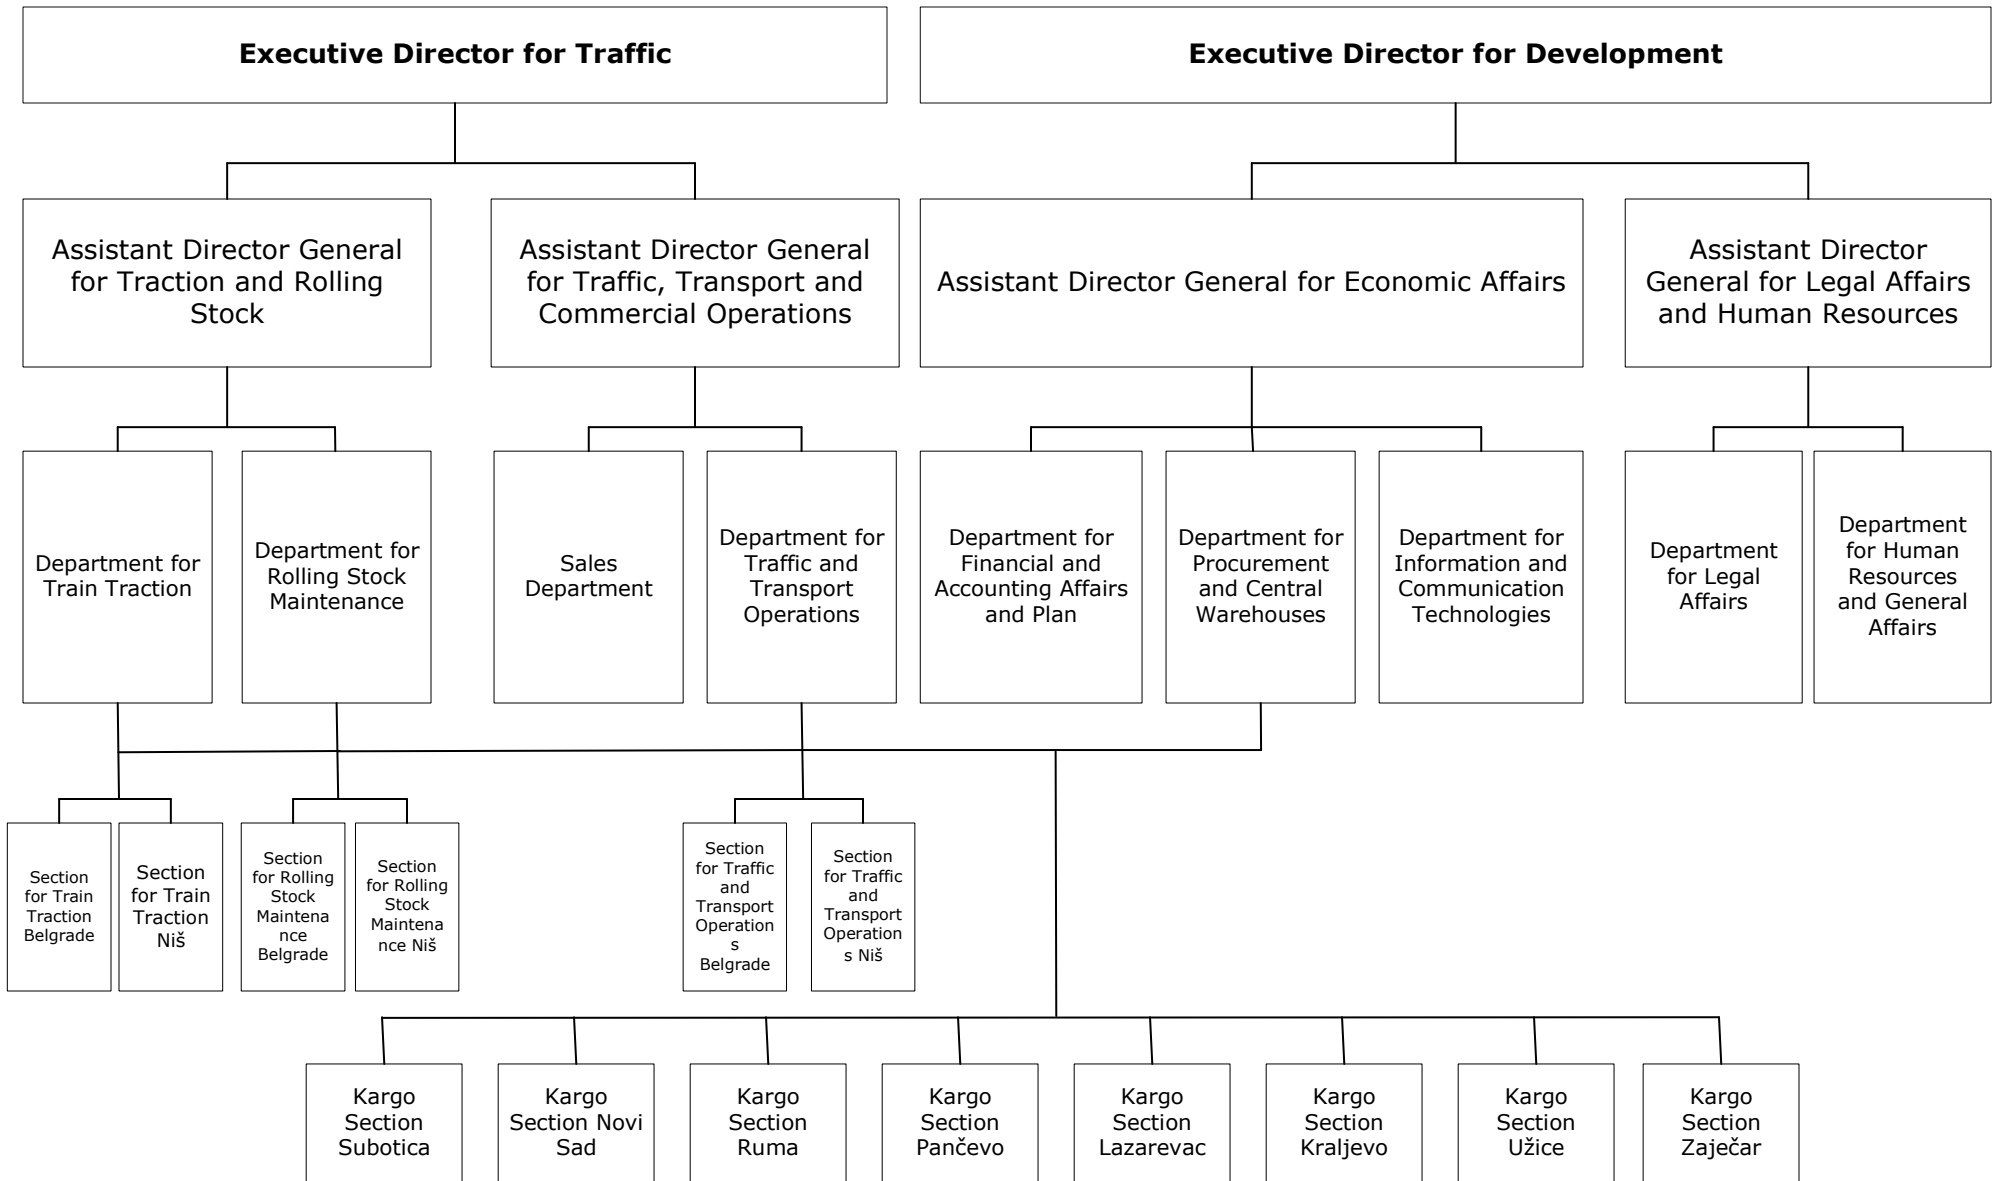 Executive Director for Traffic
Executive Director for Development
Assistant Director General
for Traction and Rolling
Stock
Assistant Director General
for Traffic, Transport and
Commercial Operations
Assistant Director General for Economic Affairs
Assistant Director
General for Legal Affairs
and Human Resources
Department for
Train Traction
Department for
Rolling Stock
Maintenance
Sales
Department
Department for
Traffic and
Transport
Operations
Department for
Financial and
Accounting Affairs
and Plan
Department for
Procurement
and Central
Warehouses
Department for
Information and
Communication
Technologies
Department
for Legal
Affairs
Department
for Human
Resources
and General
Affairs
Section
for Train
Traction
Belgrade
Section
for Train
Traction
Niš
Section
for Rolling
Stock
Maintena
nce
Belgrade
Section
for Rolling
Stock
Maintena
nce Niš
Section
for Traffic
and
Transport
Operation
s
Belgrade
Section
for Traffic
and
Transport
Operation
s Niš
Kargo
Section
Subotica
Kargo
Section Novi
Sad
Kargo
Section
Ruma
Kargo
Section
Pančevo
Kargo
Section
Lazarevac
Kargo
Section
Kraljevo
Kargo
Section
Užice
Kargo
Section
Zaječar